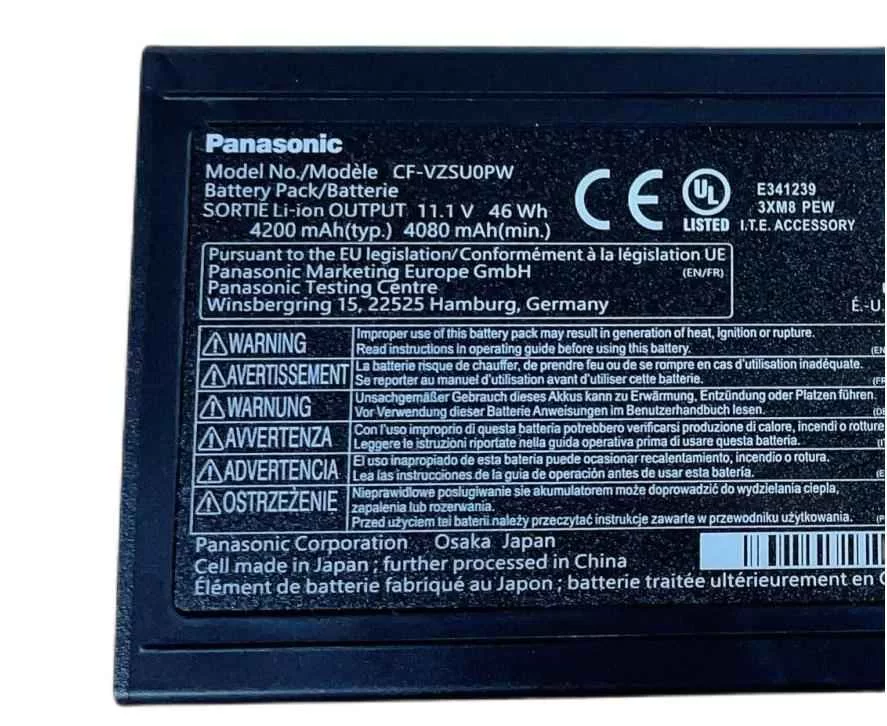 Panasonic
Model No./Modèle CF-VZSU0PW
Battery Pack/Batterie
SORTIE Li-ion OUTPUT 11.1 V 46 Wh
4200 mAh(typ.) 4080 mAh(min.)
CE
UL
LISTED
E341239
3XM8 PEW
I.T.E. ACCESSORY
Pursuant to the EU legislation/Conformément à la législation UE
Panasonic Marketing Europe GmbH (EN/FR)
Panasonic Testing Centre
Winsbergring 15, 22525 Hamburg, Germany
É.-U
WARNING
Improper use of this battery pack may result in generation of heat, ignition or rupture.
Read instructions in operating guide before using this battery. (EN
AVERTISSEMENT
La batterie risque de chauffer, de prendre feu ou de se rompre en cas d'utilisation inadéquate.
Se reporter au manuel d'utilisation avant d'utiliser cette batterie. (FR
WARNUNG
Unsachgemäßer Gebrauch dieses Akkus kann zu Erwärmung, Entzündung oder Platzen führen.
Vor Verwendung dieser Batterie Anweisungen im Benutzerhandbuch lesen. (DE
AVVERTENZA
Con l'uso improprio di questa batteria potrebbero verificarsi produzione di calore, incendi o rotture
Leggere le istruzioni riportate nella guida operativa prima di usare questa batteria. (I
ADVERTENCIA
El uso inapropiado de esta batería puede ocasionar recalentamiento, incendio o rotura.
Lea las instrucciones de la guia de operación antes de usar esta batería. (E
OSTRZEŻENIE
Nieprawidłowe posługiwanie sie akumulatorem może doprowadzić do wydzielania ciepla,
zapalenia lub rozerwania.
Przed użyciem tei baterii należy przeczytać instrukcje zawarte w przewodniku użytkowania. (P
Panasonic Corporation Osaka Japan
Cell made in Japan ; further processed in China
Élément de batterie fabriqué au Japon ; batterie traitée ultérieurement en C